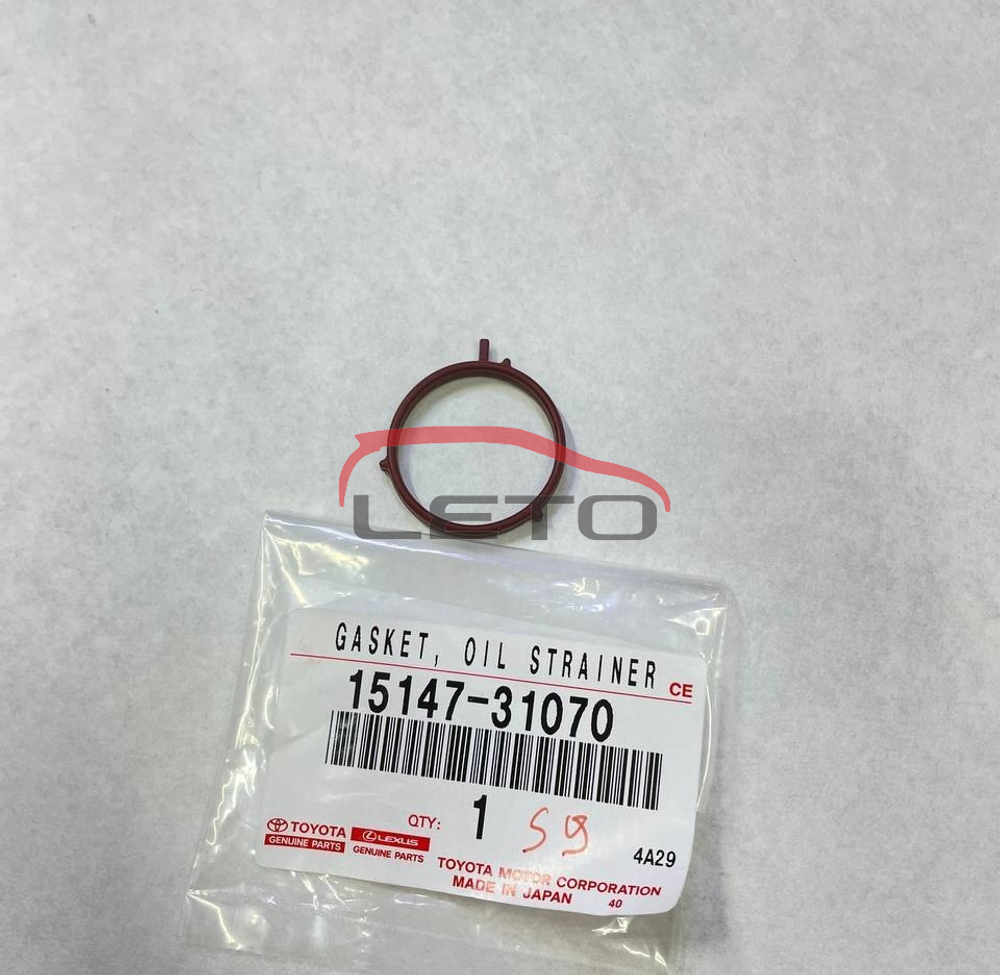 LETO
GASKET, OIL STRAINER
CE
15147-31070
QTY: 1
4A29
TOYOTA
GENUINE PARTS
LEXUS
GENUINE PARTS
TOYOTA MOTOR CORPORATION
MADE IN JAPAN 40